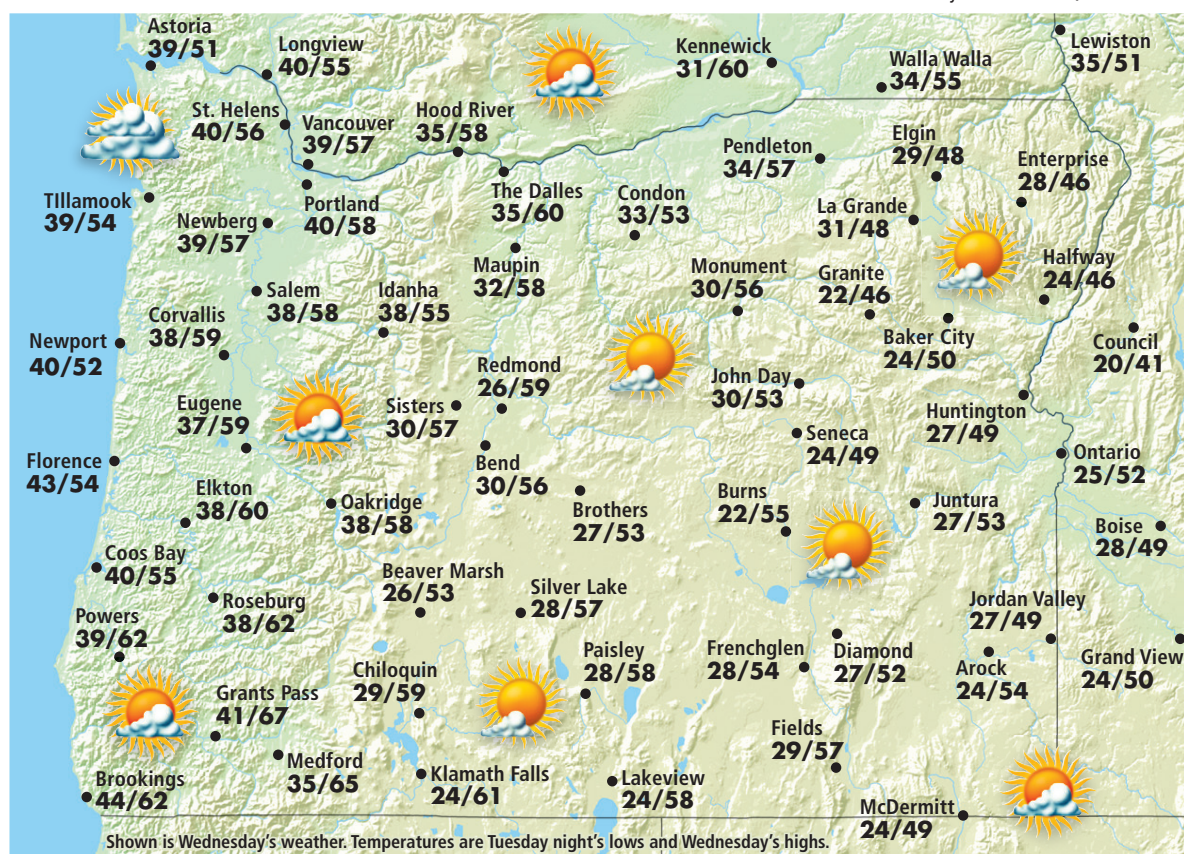 Astoria
39/51
Longview
40/55
Kennewick
31/60
Walla Walla
34/55
Lewiston
35/51
St. Helens
40/56
Vancouver
39/57
Hood River
35/58
Pendleton
34/57
Elgin
29/48
Enterprise
28/46
TIllamook
39/54
Newberg
39/57
Portland
40/58
The Dalles
35/60
Condon
33/53
La Grande
31/48
Maupin
32/58
Monument
30/56
Granite
22/46
Halfway
24/46
Salem
38/58
Idanha
38/55
Corvallis
38/59
Newport
40/52
Baker City
24/50
Council
20/41
Redmond
26/59
John Day
30/53
Huntington
27/49
Eugene
37/59
Sisters
30/57
Seneca
24/49
Florence
43/54
Bend
30/56
Ontario
25/52
Elkton
38/60
Oakridge
38/58
Brothers
27/53
Burns
22/55
Juntura
27/53
Boise
28/49
Coos Bay
40/55
Beaver Marsh
26/53
Silver Lake
28/57
Powers
39/62
Roseburg
38/62
Jordan Valley
27/49
Chiloquin
29/59
Paisley
28/58
Frenchglen
28/54
Diamond
27/52
Arock
24/54
Grand View
24/50
Grants Pass
41/67
Fields
29/57
Medford
35/65
Brookings
44/62
Klamath Falls
24/61
Lakeview
24/58
McDermitt
24/49
Shown is Wednesday's weather. Temperatures are Tuesday night's lows and Wednesday's highs.